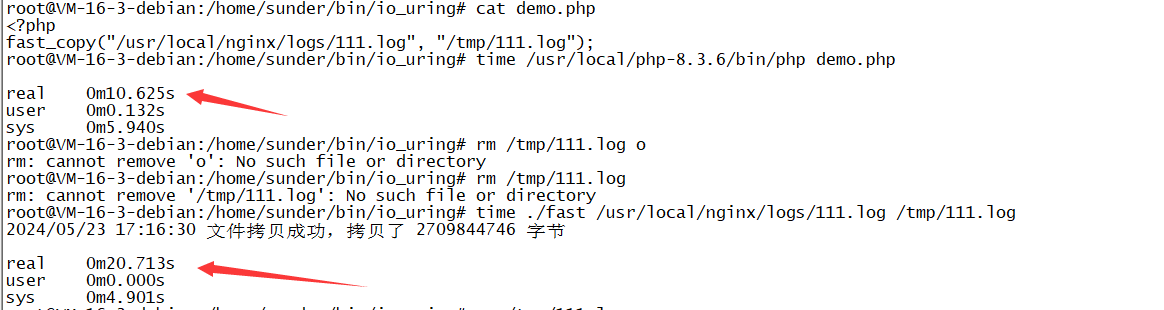 root@VM-16-3-debian:/home/sunder/bin/io_uring# cat demo.php
<?php
fast_copy("/usr/local/nginx/logs/111.log", "/tmp/111.log");
root@VM-16-3-debian:/home/sunder/bin/io_uring# time /usr/local/php-8.3.6/bin/php demo.php
real 0m10.625s
user 0m0.132s
sys 0m5.940s
root@VM-16-3-debian:/home/sunder/bin/io_uring# rm /tmp/111.log o
rm: cannot remove 'o': No such file or directory
root@VM-16-3-debian:/home/sunder/bin/io_uring# rm /tmp/111.log
rm: cannot remove '/tmp/111.log': No such file or directory
root@VM-16-3-debian:/home/sunder/bin/io_uring# time ./fast /usr/local/nginx/logs/111.log /tmp/111.log
2024/05/23 17:16:30 文件拷贝成功，拷贝了 2709844746 字节
real 0m20.713s
user 0m0.000s
sys 0m4.901s